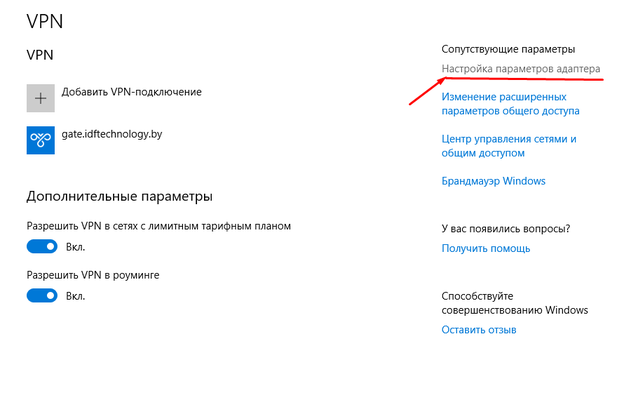 VPN
VPN
Добавить VPN-подключение
gate.idftechnology.by
Дополнительные параметры
Разрешить VPN в сетях с лимитным тарифным планом
Вкл.
Разрешить VPN в роуминге
Вкл.
Сопутствующие параметры
Настройка параметров адаптера
Изменение расширенных
параметров общего доступа
Центр управления сетями и
общим доступом
Брандмауэр Windows
У вас появились вопросы?
Получить помощь
Способствуйте
совершенствованию Windows
Оставить отзыв